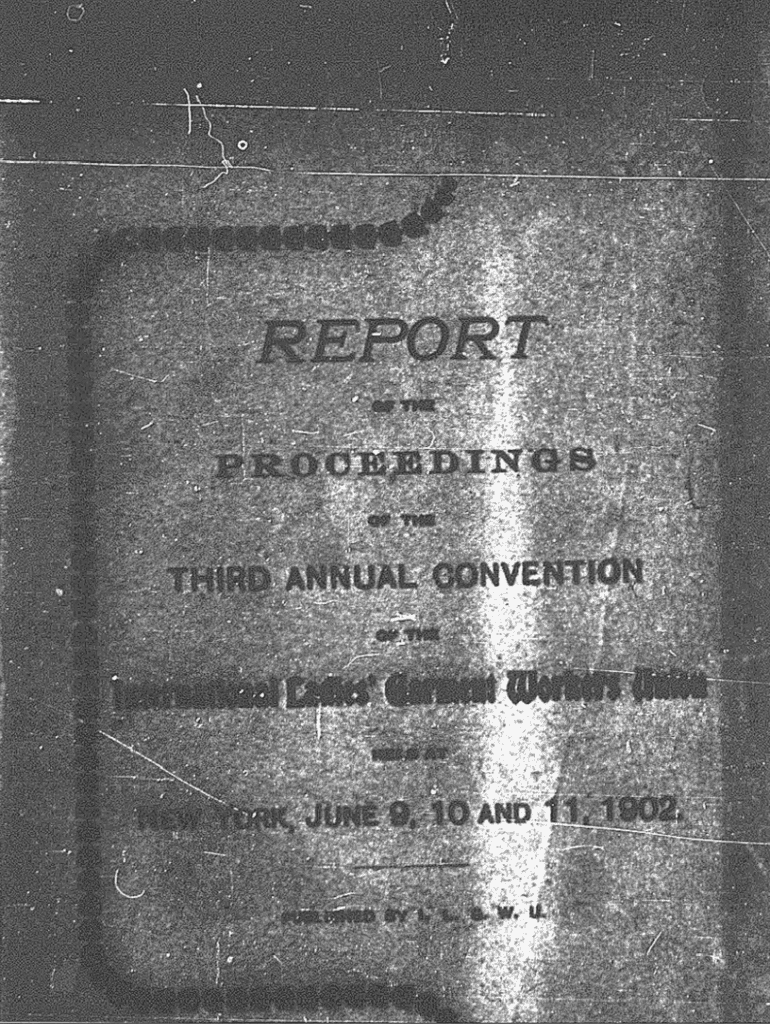 REPORT
OF THE
PROCEEDINGS
OF THE
THIRD ANNUAL CONVENTION
OF THE
International Ladies' Garment Workers Union
HELD AT
NEW YORK, JUNE 9, 10 AND 11, 1902.
PUBLISHED BY I. L. G. W. U.